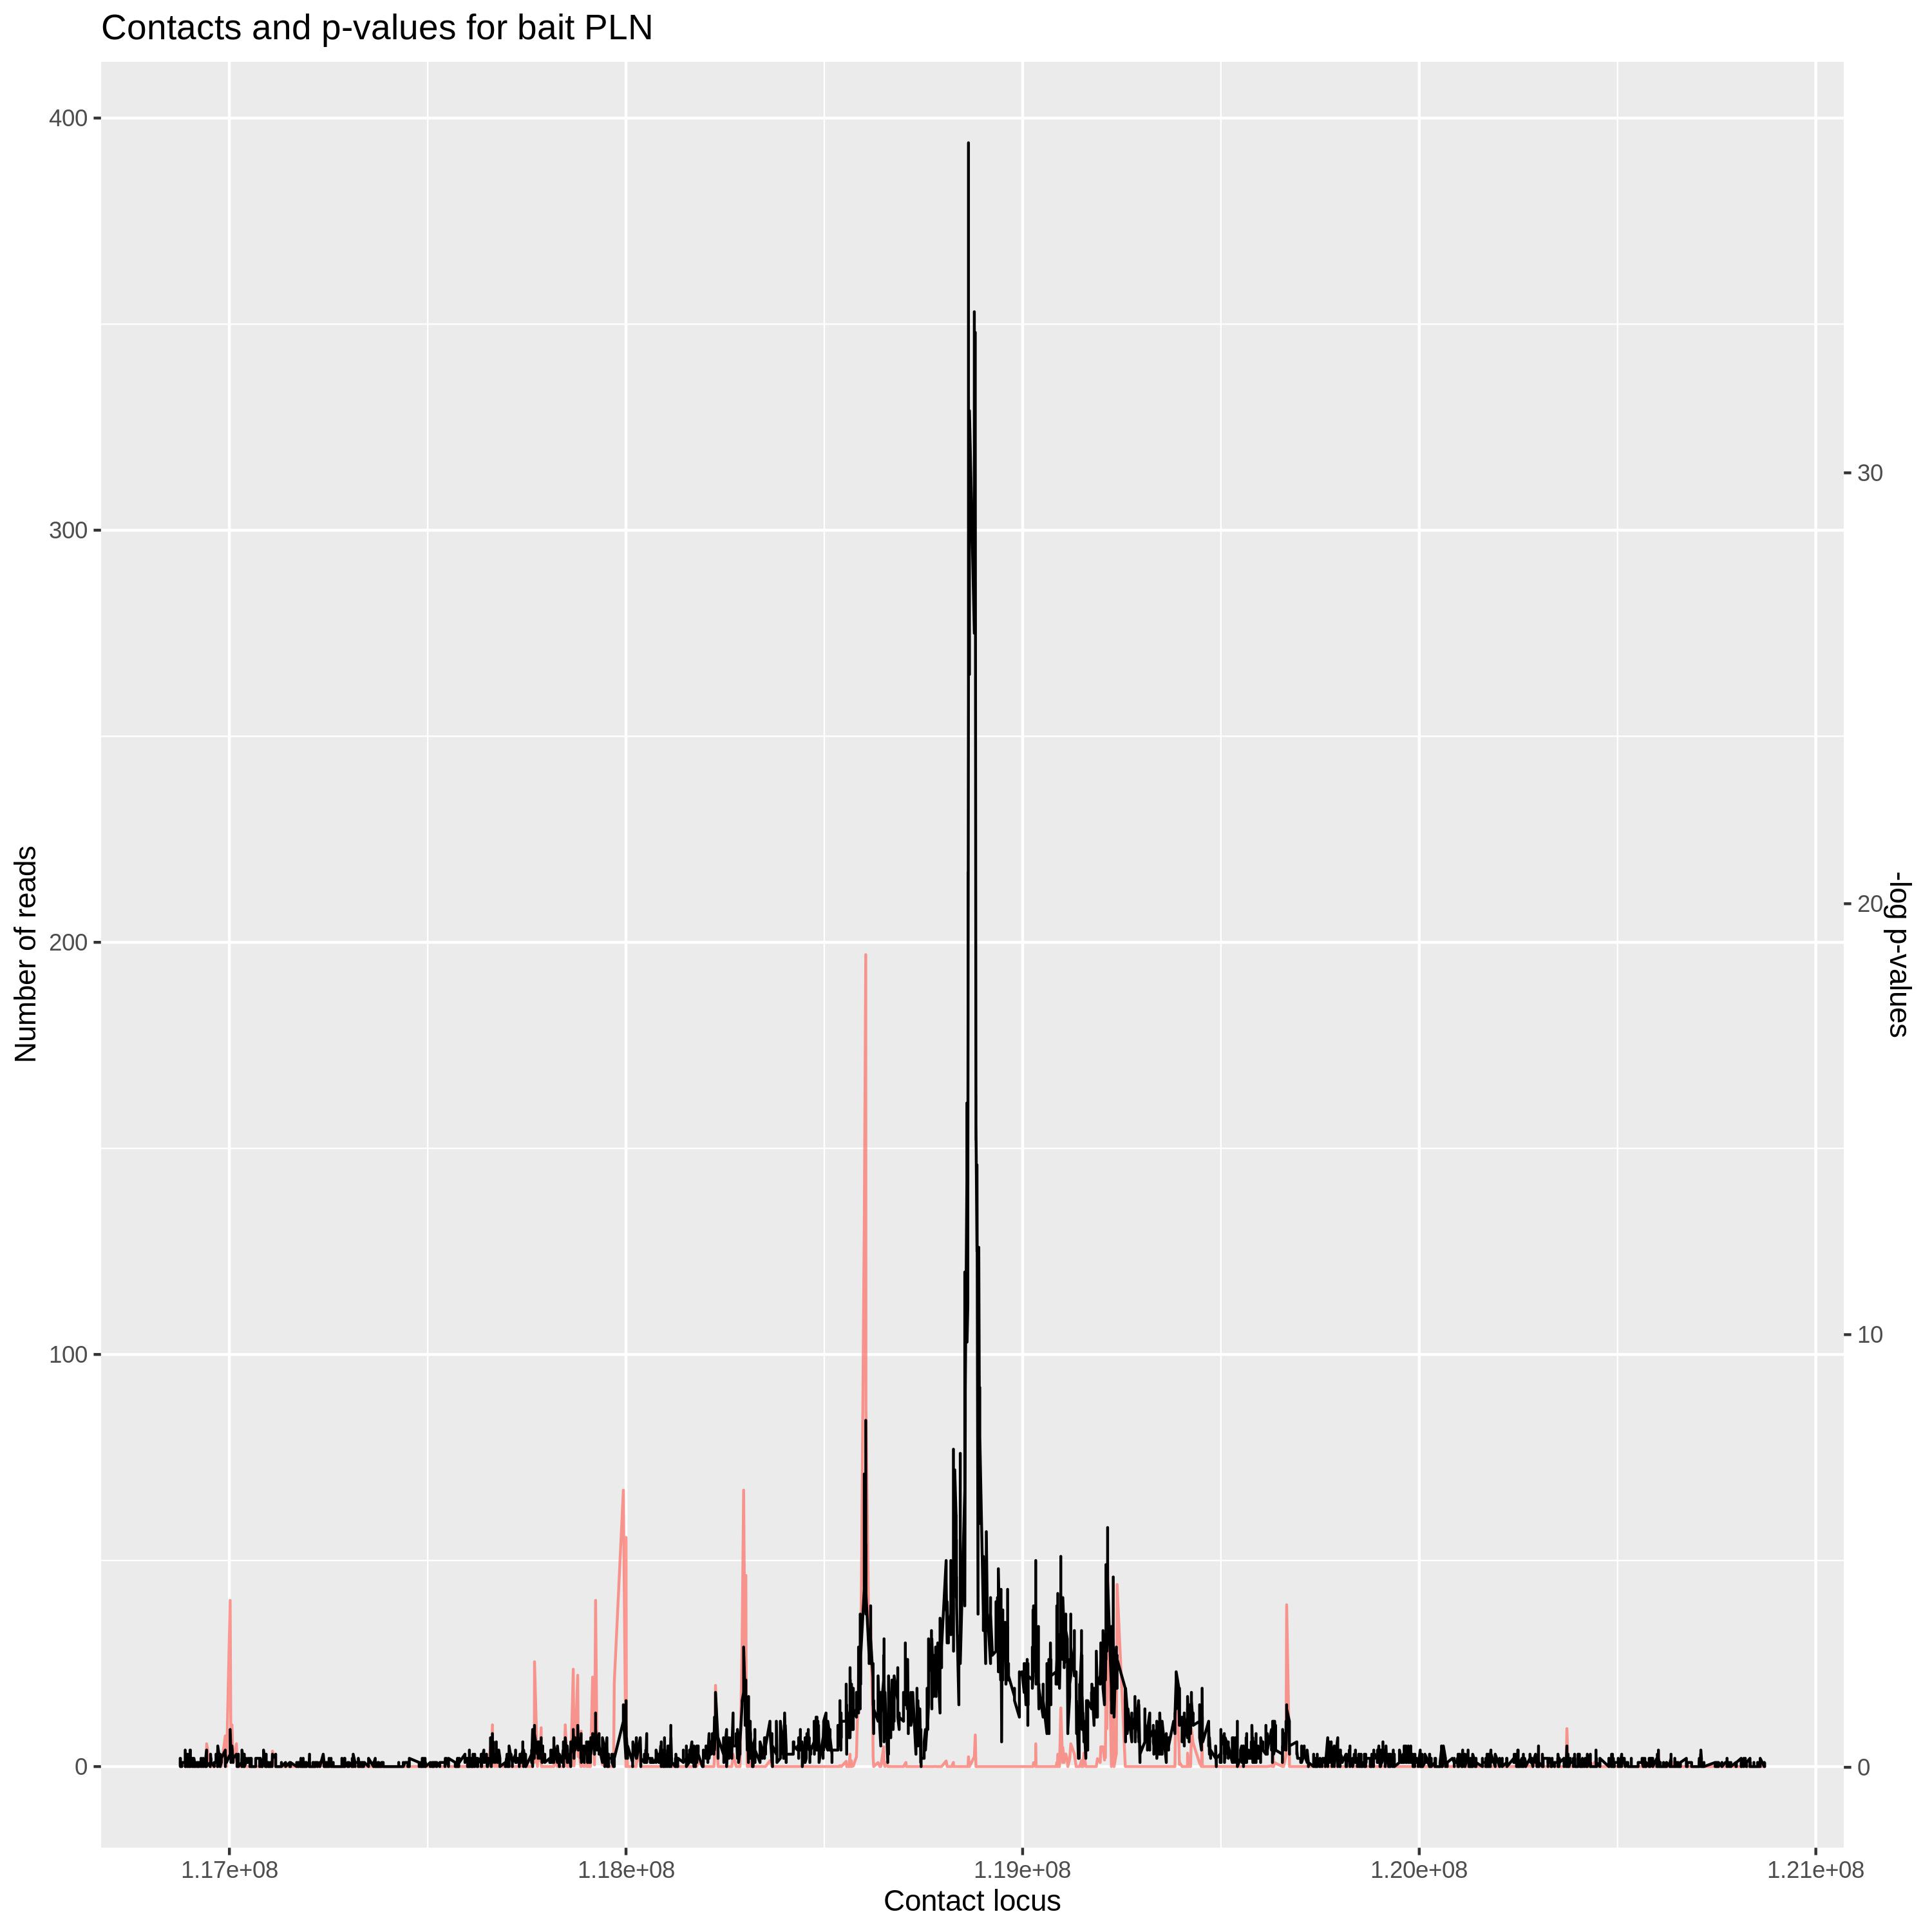 Contacts and p-values for bait PLN
400
300
200
100
0
30
20
10
0
Number of reads
-log p-values
1.17e+08
1.18e+08
1.19e+08
1.20e+08
1.21e+08
Contact locus